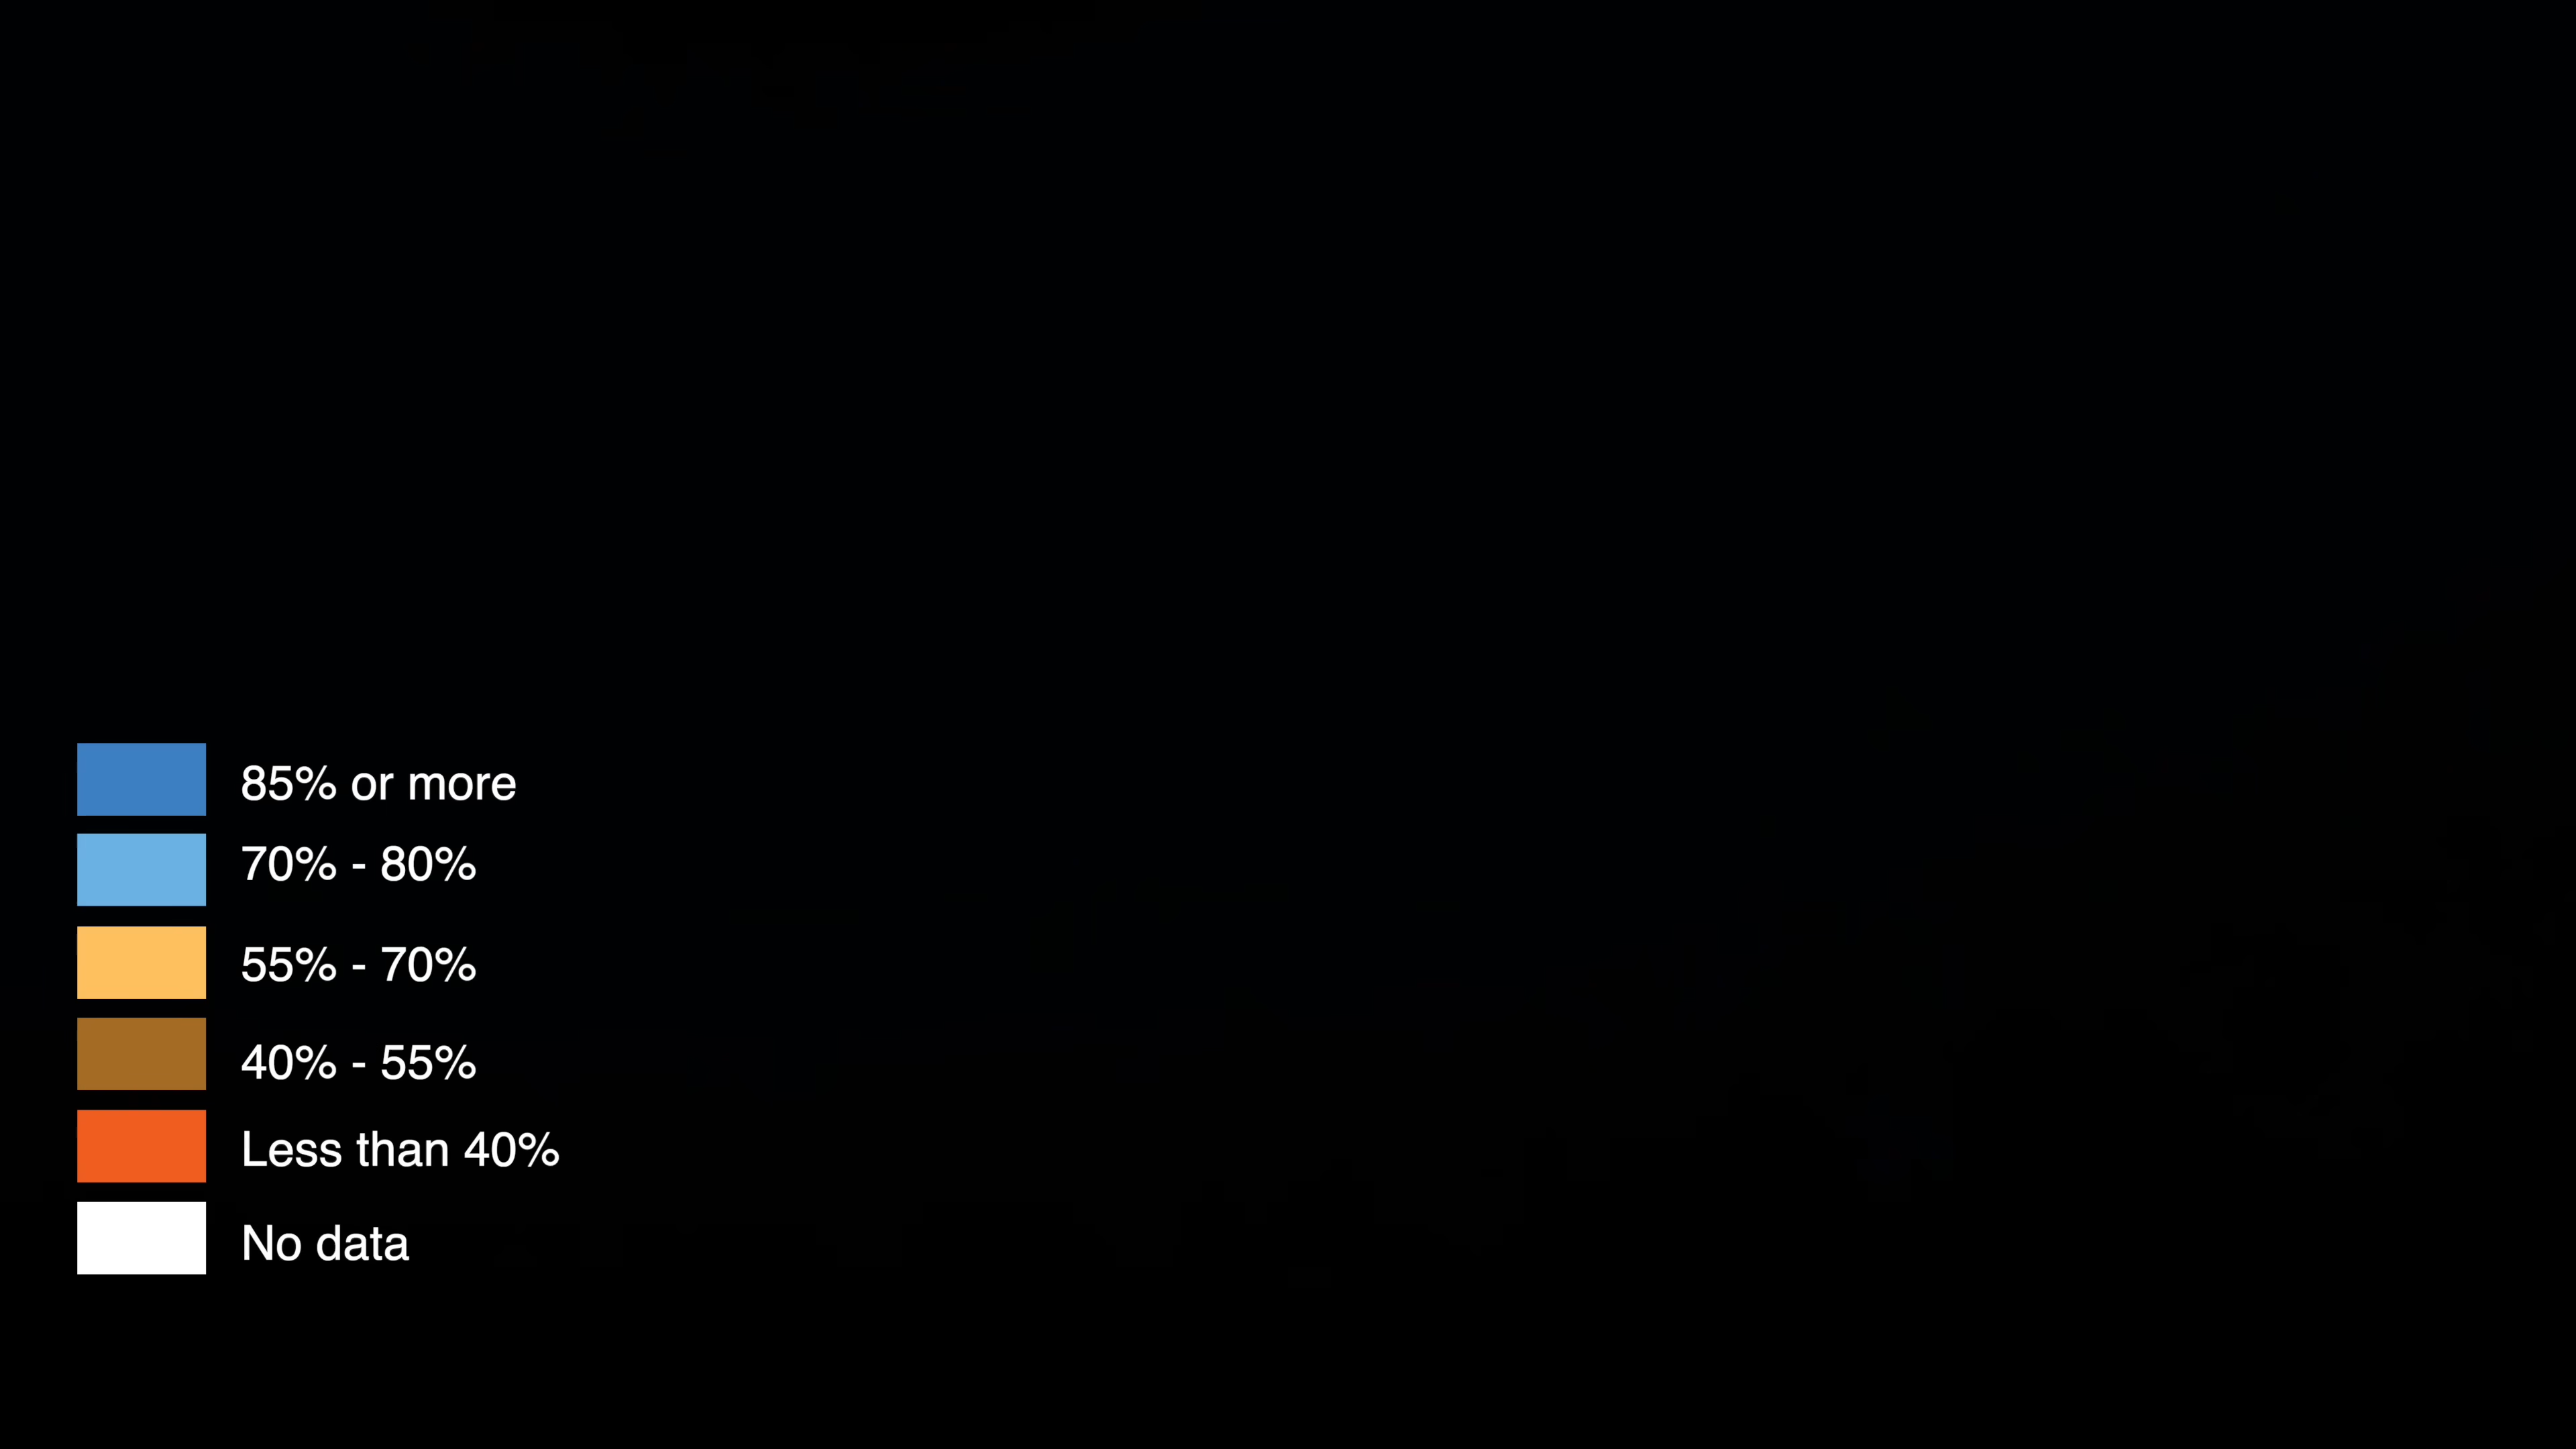 85% or more
70% - 80%
55% - 70%
40% - 55%
Less than 40%
No data